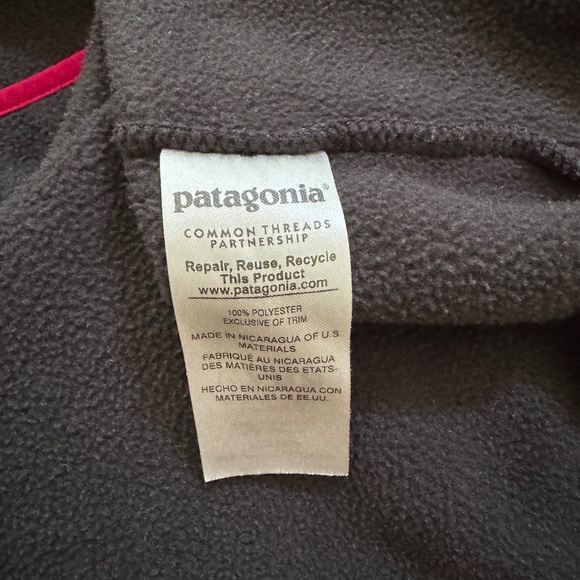 patagonia®
COMMON THREADS
PARTNERSHIP
Repair, Reuse, Recycle
This Product
www.patagonia.com
100% POLYESTER
EXCLUSIVE OF TRIM
MADE IN NICARAGUA OF U.S.
MATERIALS
FABRIQUÉ AU NICARAGUA
DES MATIÈRES DES ETATS-
UNIS
HECHO EN NICARAGUA CON
MATERIALES DE EE.UU.